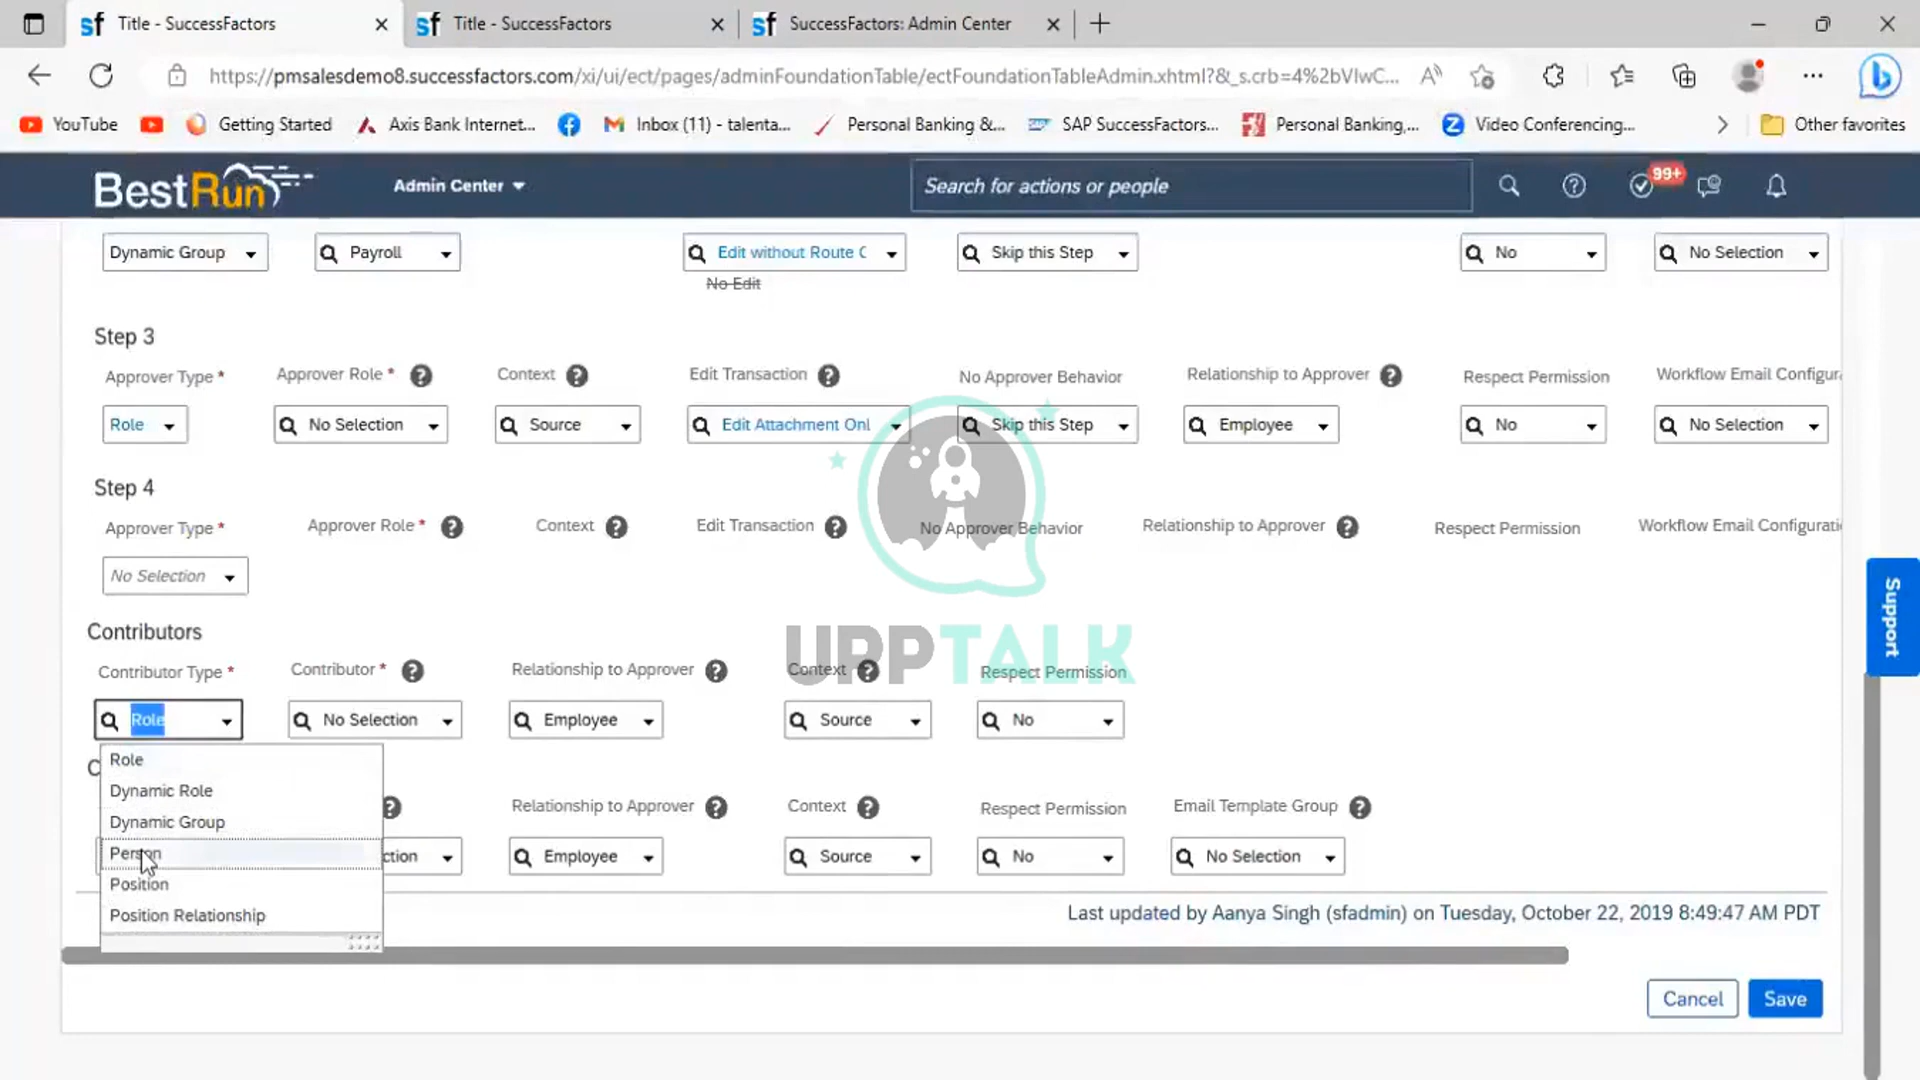 Title - SuccessFactors
Title - SuccessFactors
SuccessFactors: Admin Center
https://pmsalesdemo8.successfactors.com/xi/ui/ect/pages/adminFoundationTable/ectFoundationTableAdmin.xhtml?&_s.crb=4%2bVIwC...
YouTube
Getting Started
Axis Bank Internet...
Inbox (11) - talenta...
Personal Banking &...
SAP SuccessFactors...
Personal Banking,...
Video Conferencing...
Other favorites
BestRun
Admin Center
Search for actions or people
99+
Dynamic Group
Payroll
Edit without Route C
Skip this Step
No
No Selection
No Edit
Step 3
Approver Type *
Approver Role *
Context
Edit Transaction
No Approver Behavior
Relationship to Approver
Respect Permission
Workflow Email Configura
Role
No Selection
Source
Edit Attachment Onl
Skip this Step
Employee
No
No Selection
Step 4
Approver Type *
Approver Role *
Context
Edit Transaction
No Approver Behavior
Relationship to Approver
Respect Permission
Workflow Email Configurati
No Selection
Support
Contributors
UPPTALK
Contributor Type *
Contributor *
Relationship to Approver
Context
Respect Permission
Role
No Selection
Employee
Source
No
Role
Dynamic Role
Dynamic Group
Person
Position
Position Relationship
C
Relationship to Approver
Context
Respect Permission
Email Template Group
ction
Employee
Source
No
No Selection
Last updated by Aanya Singh (sfadmin) on Tuesday, October 22, 2019 8:49:47 AM PDT
Cancel
Save